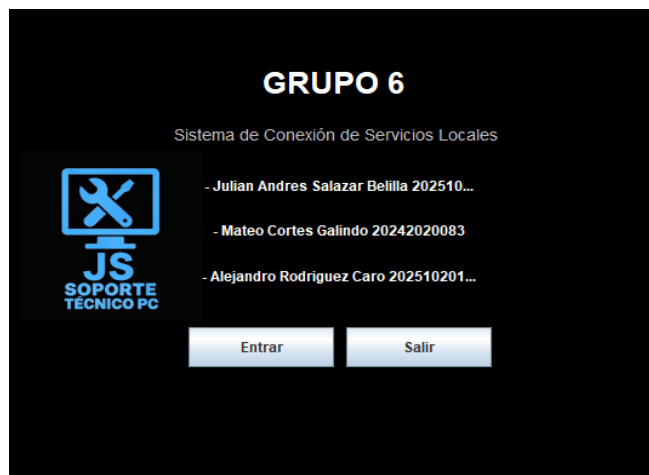 GRUPO 6
Sistema de Conexión de Servicios Locales
- Julian Andres Salazar Belilla 202510...
- Mateo Cortes Galindo 20242020083
- Alejandro Rodriguez Caro 202510201...
JS
SOPORTE
TÉCNICO PC
Entrar
Salir